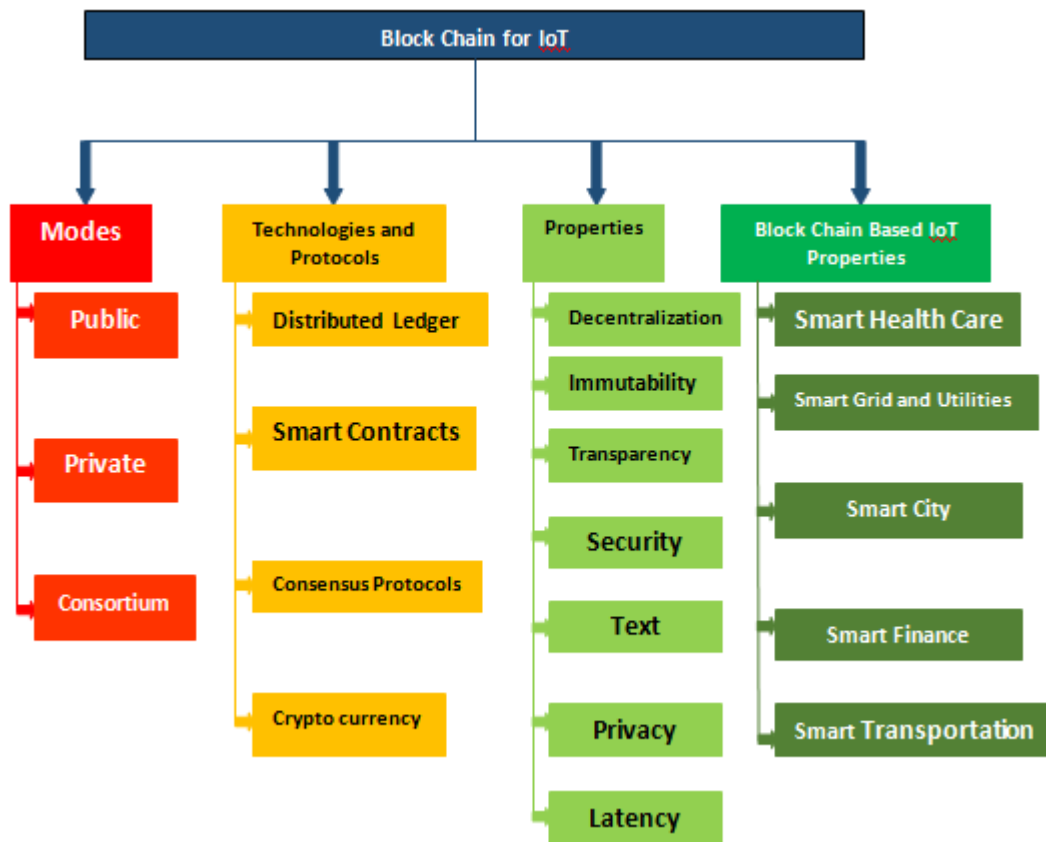 Block Chain for IoT
Modes
Public
Private
Consortium
Technologies and
Protocols
Distributed Ledger
Smart Contracts
Consensus Protocols
Crypto currency
Properties
Decentralization
Immutability
Transparency
Security
Text
Privacy
Latency
Block Chain Based IoT
Properties
Smart Health Care
Smart Grid and Utilities
Smart City
Smart Finance
Smart Transportation